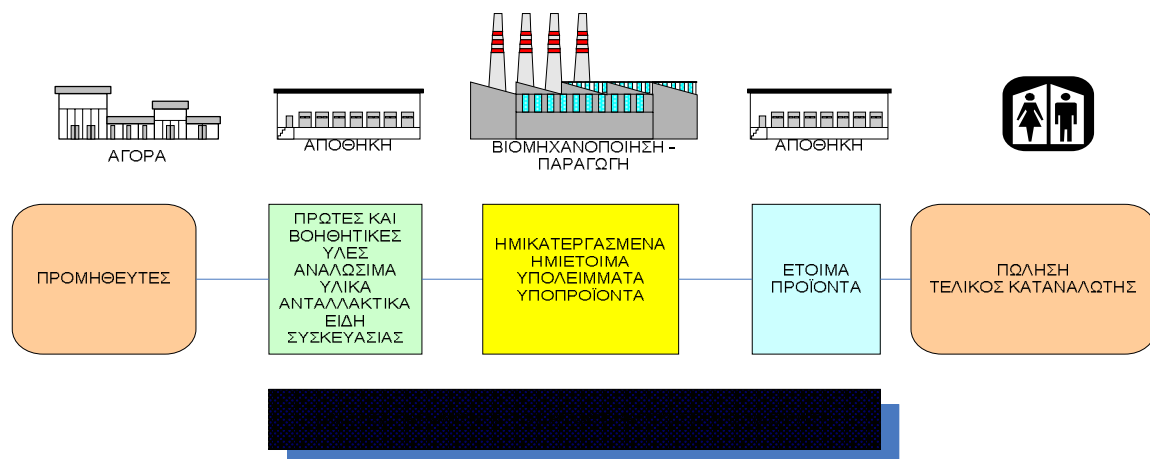 ΑΓΟΡΑ
ΑΠΟΘΗΚΗ
ΒΙΟΜΗΧΑΝΟΠΟΙΗΣΗ -
ΠΑΡΑΓΩΓΗ
ΑΠΟΘΗΚΗ
ΠΡΟΜΗΘΕΥΤΕΣ
ΠΡΩΤΕΣ ΚΑΙ
ΒΟΗΘΗΤΙΚΕΣ
ΥΛΕΣ
ΑΝΑΛΩΣΙΜΑ
ΥΛΙΚΑ
ΑΝΤΑΛΛΑΚΤΙΚΑ
ΕΙΔΗ
ΣΥΣΚΕΥΑΣΙΑΣ
ΗΜΙΚΑΤΕΡΓΑΣΜΕΝΑ
ΗΜΙΕΤΟΙΜΑ
ΥΠΟΛΕΙΜΜΑΤΑ
ΥΠΟΠΡΟΪΟΝΤΑ
ΕΤΟΙΜΑ
ΠΡΟΪΟΝΤΑ
ΠΩΛΗΣΗ
ΤΕΛΙΚΟΣ ΚΑΤΑΝΑΛΩΤΗΣ